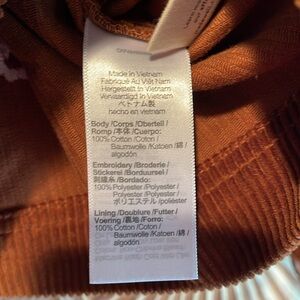 Made in Vietnam
Fabriqué Au Viêt Nam
Hergestellt in Vietnam
Vervaardigd In Vietnam
ベトナム製
hecho en Vietnam
Body /Corps /Oberteil /
Romp /本体 /Cuerpo:
100% Cotton /Coton /
Baumwolle /Katoen /綿 /
algodón
Embroidery /Broderie /
Stickerei /Borduursel /
刺繍糸 /Bordado:
100% Polyester /Polyester /
Polyester /Polyester /
ポリエステル /poliéster
Lining /Doublure /Futter /
Voering /裏地 /Forro:
100% Cotton /Coton /
Baumwolle /Katoen /綿 /
algodón